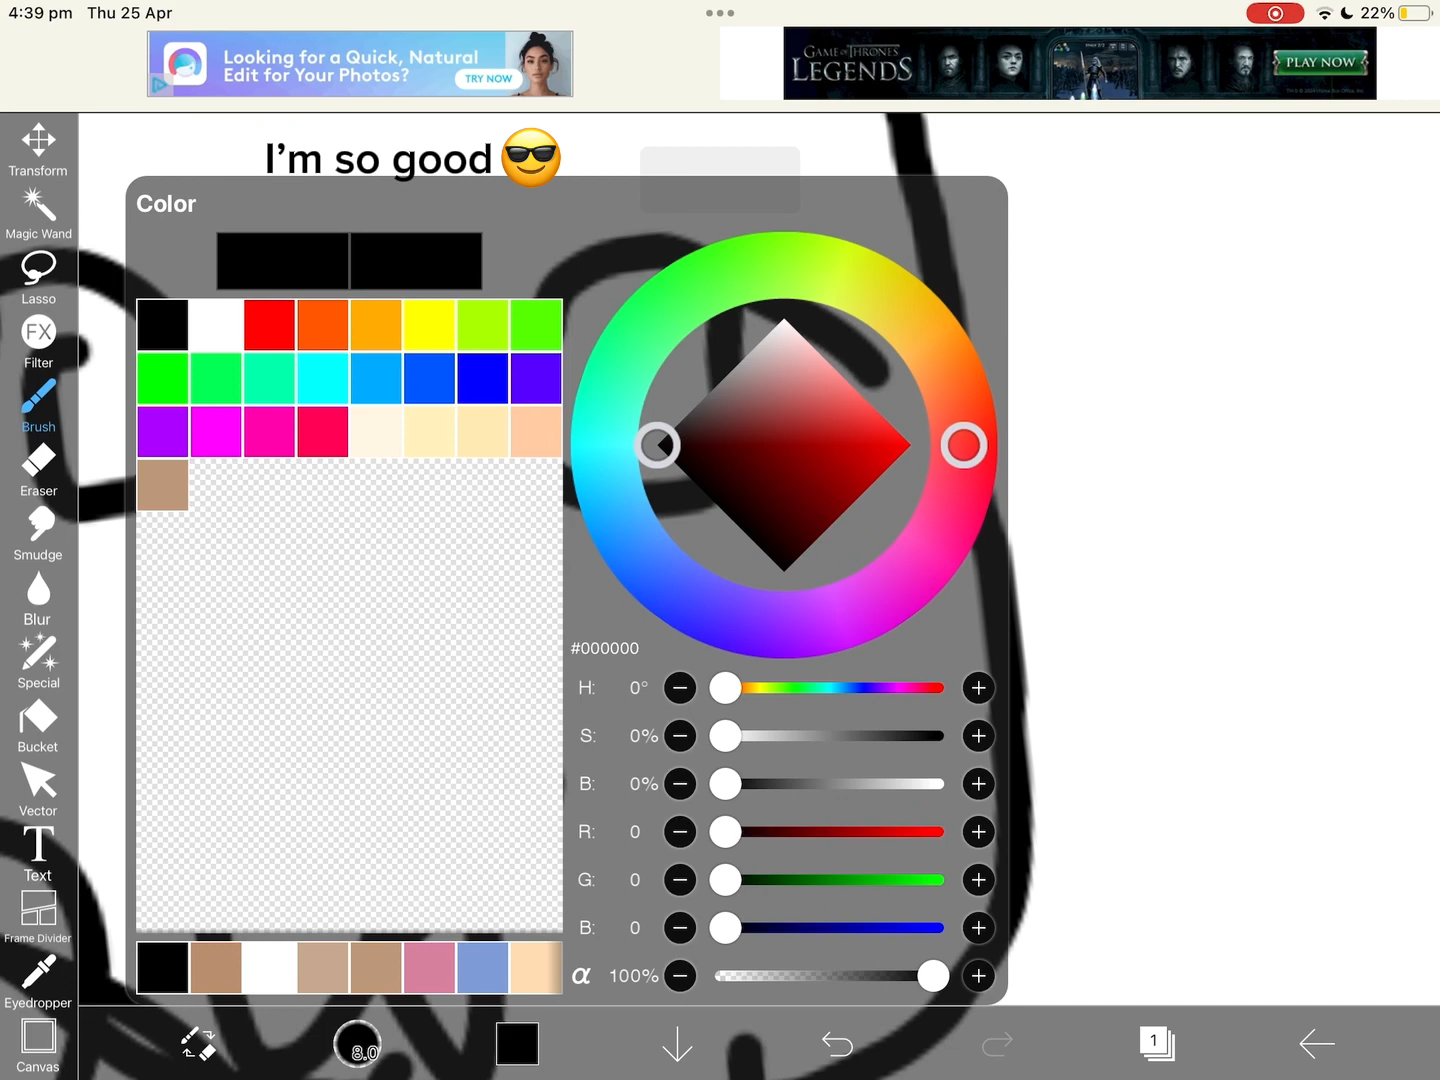 4:39 pm Thu 25 Apr
22%
Looking for a Quick, Natural
Edit for Your Photos?
TRY NOW
GAME OF THRONES
LEGENDS
PLAY NOW
I'm so good 😎
Transform
Magic Wand
Lasso
FX
Filter
Brush
Eraser
Smudge
Blur
Special
Bucket
Vector
T
Text
Frame Divider
Eyedropper
Canvas
Color
#000000
H: 0°
S: 0%
B: 0%
R: 0
G: 0
B: 0
α 100%
8.0
1